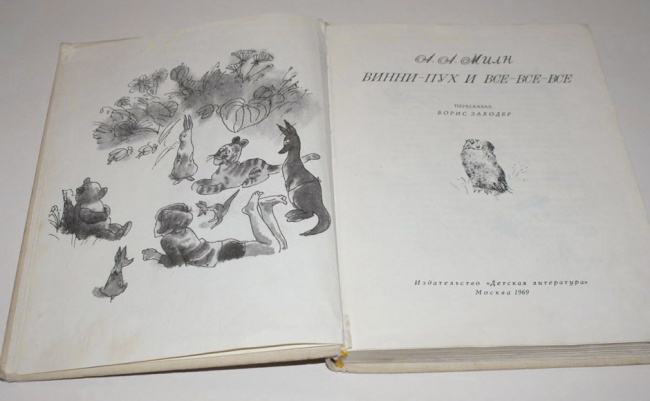 А. А. Милн
ВИННИ-ПУХ И ВСЕ-ВСЕ-ВСЕ
ПЕРЕСКАЗАЛ
БОРИС ЗАХОДЕР
Издательство «Детская литература»
Москва 1969